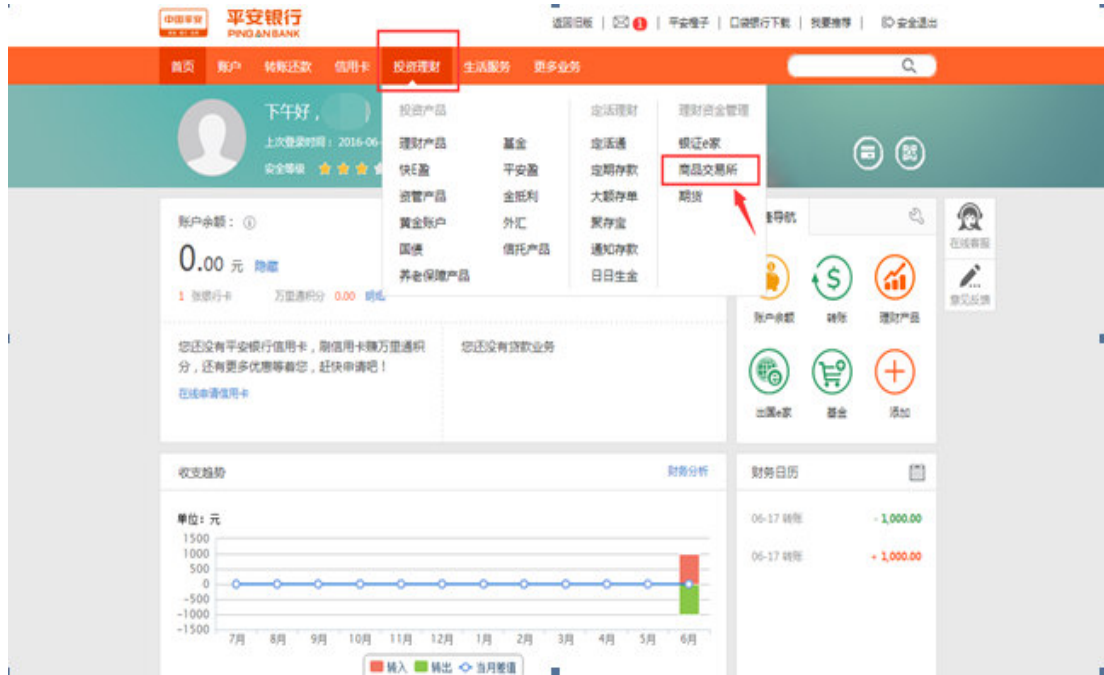 中国平安
平安银行
PINGANBANK
返回旧版 | 1 | 平安橙子 | 口袋银行下载 | 我要推荐 | 安全退出
首页 账户 转账还款 信用卡 投资理财 生活服务 更多业务
下午好，
上次登录时间：2016-06-
安全等级
投资产品 定活理财 理财资金管理
理财产品 基金 定活通 银证e家
快E盈 平安盈 定期存款 商品交易所
资管产品 金抵利 大额存单 期货
黄金账户 外汇 聚存宝
国债 信托产品 通知存款
养老保障产品 日日生金
账户余额：
0.00 元 隐藏
1 张银行卡 万里通积分 0.00 明细
您还没有平安银行信用卡，刷信用卡赚万里通积
分，还有更多优惠等着您，赶快申请吧！
在线申请信用卡
您还没有贷款业务
导航
账户余额 转账 理财产品
出国e家 基金 添加
在线客服
意见反馈
收支趋势 财务分析
单位：元
1500
1000
500
0
-500
-1000
-1500
7月 8月 9月 10月 11月 12月 1月 2月 3月 4月 5月 6月
转入 转出 当月差值
财务日历
06-17 转账 - 1,000.00
06-17 转账 + 1,000.00